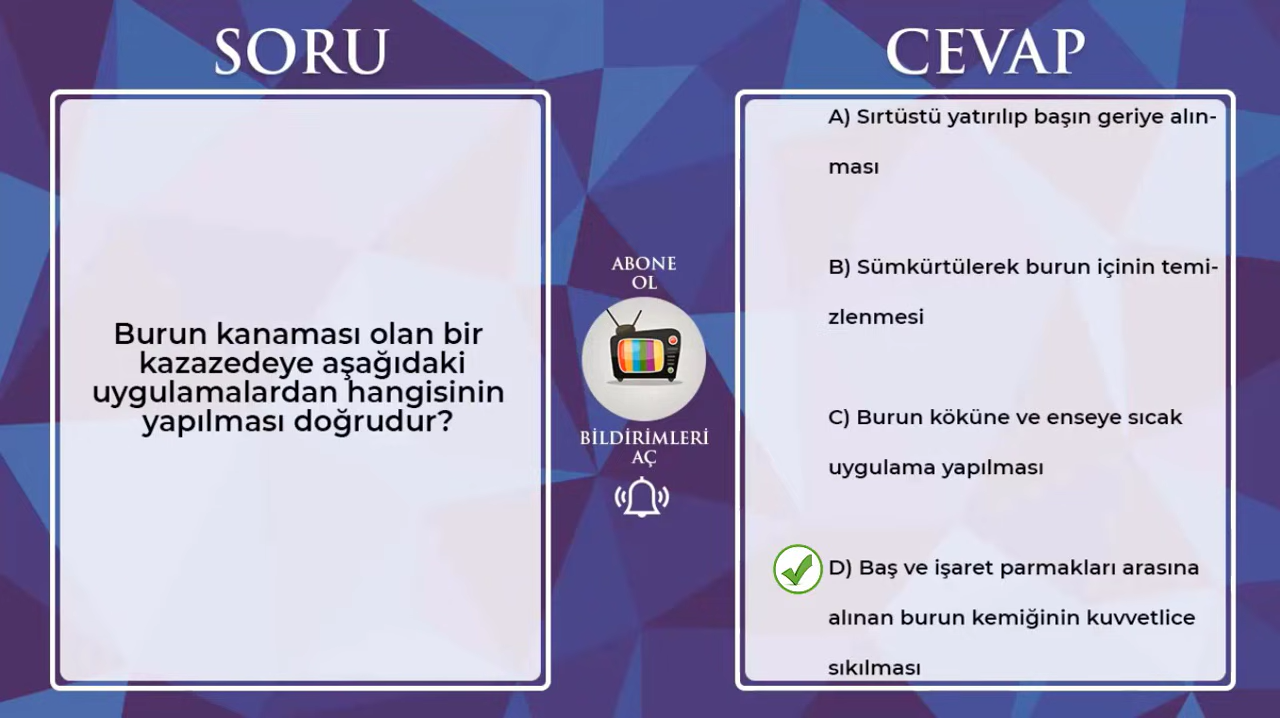 SORU
Burun kanaması olan bir
kazazedeye aşağıdaki
uygulamalardan hangisinin
yapılması doğrudur?
ABONE
OL
BİLDİRİMLERİ
AÇ
CEVAP
A) Sırtüstü yatırılıp başın geriye alın-
ması
B) Sümkürtülerek burun içinin temi-
zlenmesi
C) Burun köküne ve enseye sıcak
uygulama yapılması
D) Baş ve işaret parmakları arasına
alınan burun kemiğinin kuvvetlice
sıkılması